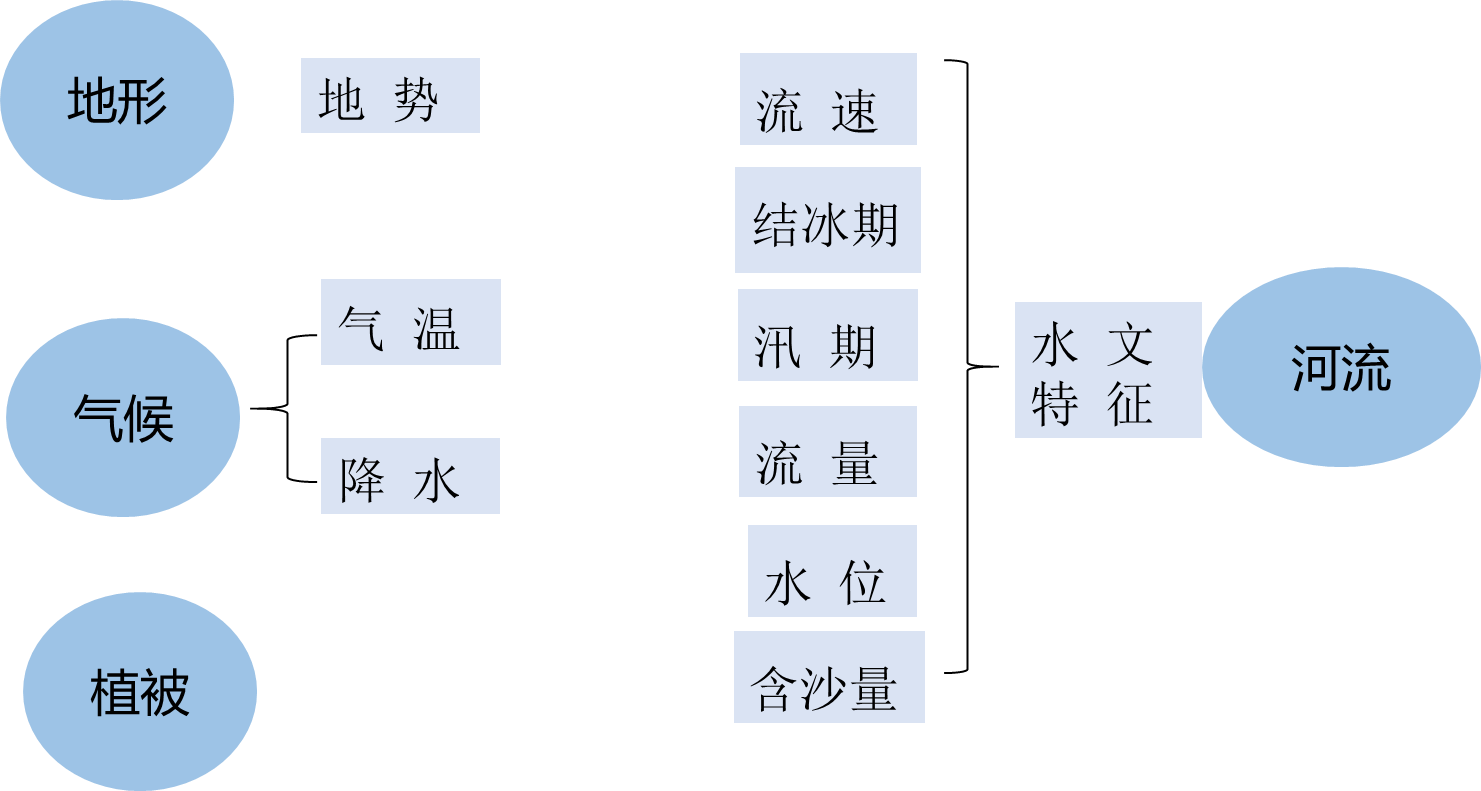 地形
地 势
气候
气 温
降 水
植被
流 速
结冰期
汛 期
流 量
水 位
含沙量
水 文
特 征
河流